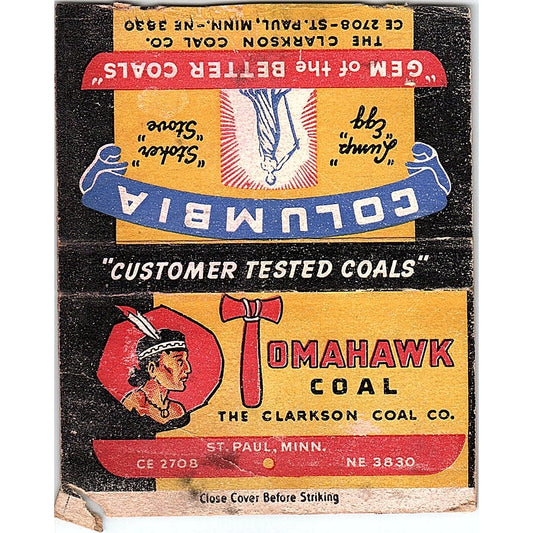 CE 2708-ST. PAUL, MINN.-NE 3830
THE CLARKSON COAL CO.
"GEM of the BETTER COALS"
"Lump" "Stoker"
"Egg" "Stove"
COLUMBIA
"CUSTOMER TESTED COALS"
TOMAHAWK
COAL
THE CLARKSON COAL CO.
ST. PAUL, MINN.
CE 2708 NE 3830
Close Cover Before Striking